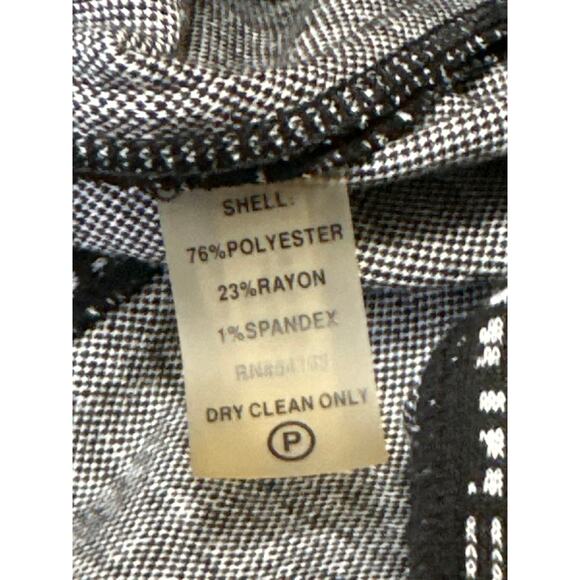 SHELL:
76%POLYESTER
23%RAYON
1%SPANDEX
DRY CLEAN ONLY
P